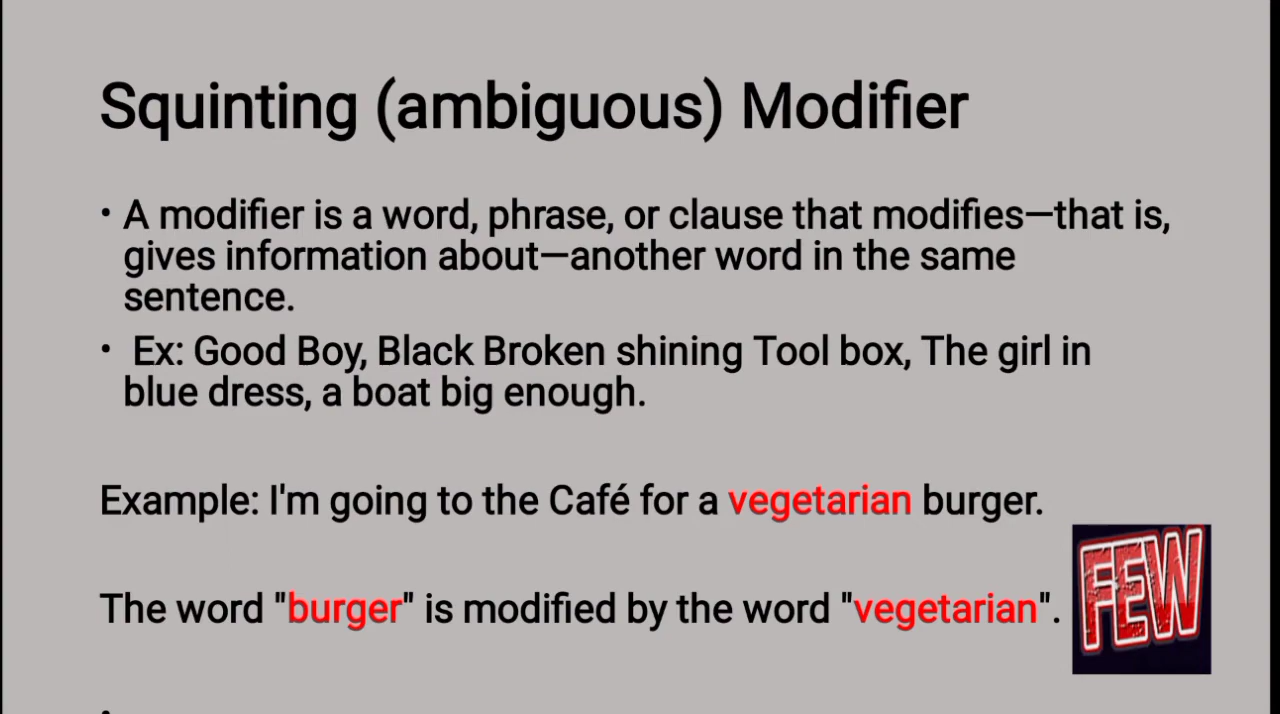 Squinting (ambiguous) Modifier
• A modifier is a word, phrase, or clause that modifies—that is,
gives information about—another word in the same
sentence.
• Ex: Good Boy, Black Broken shining Tool box, The girl in
blue dress, a boat big enough.
Example: I'm going to the Café for a vegetarian burger.
The word "burger" is modified by the word "vegetarian".
FEW